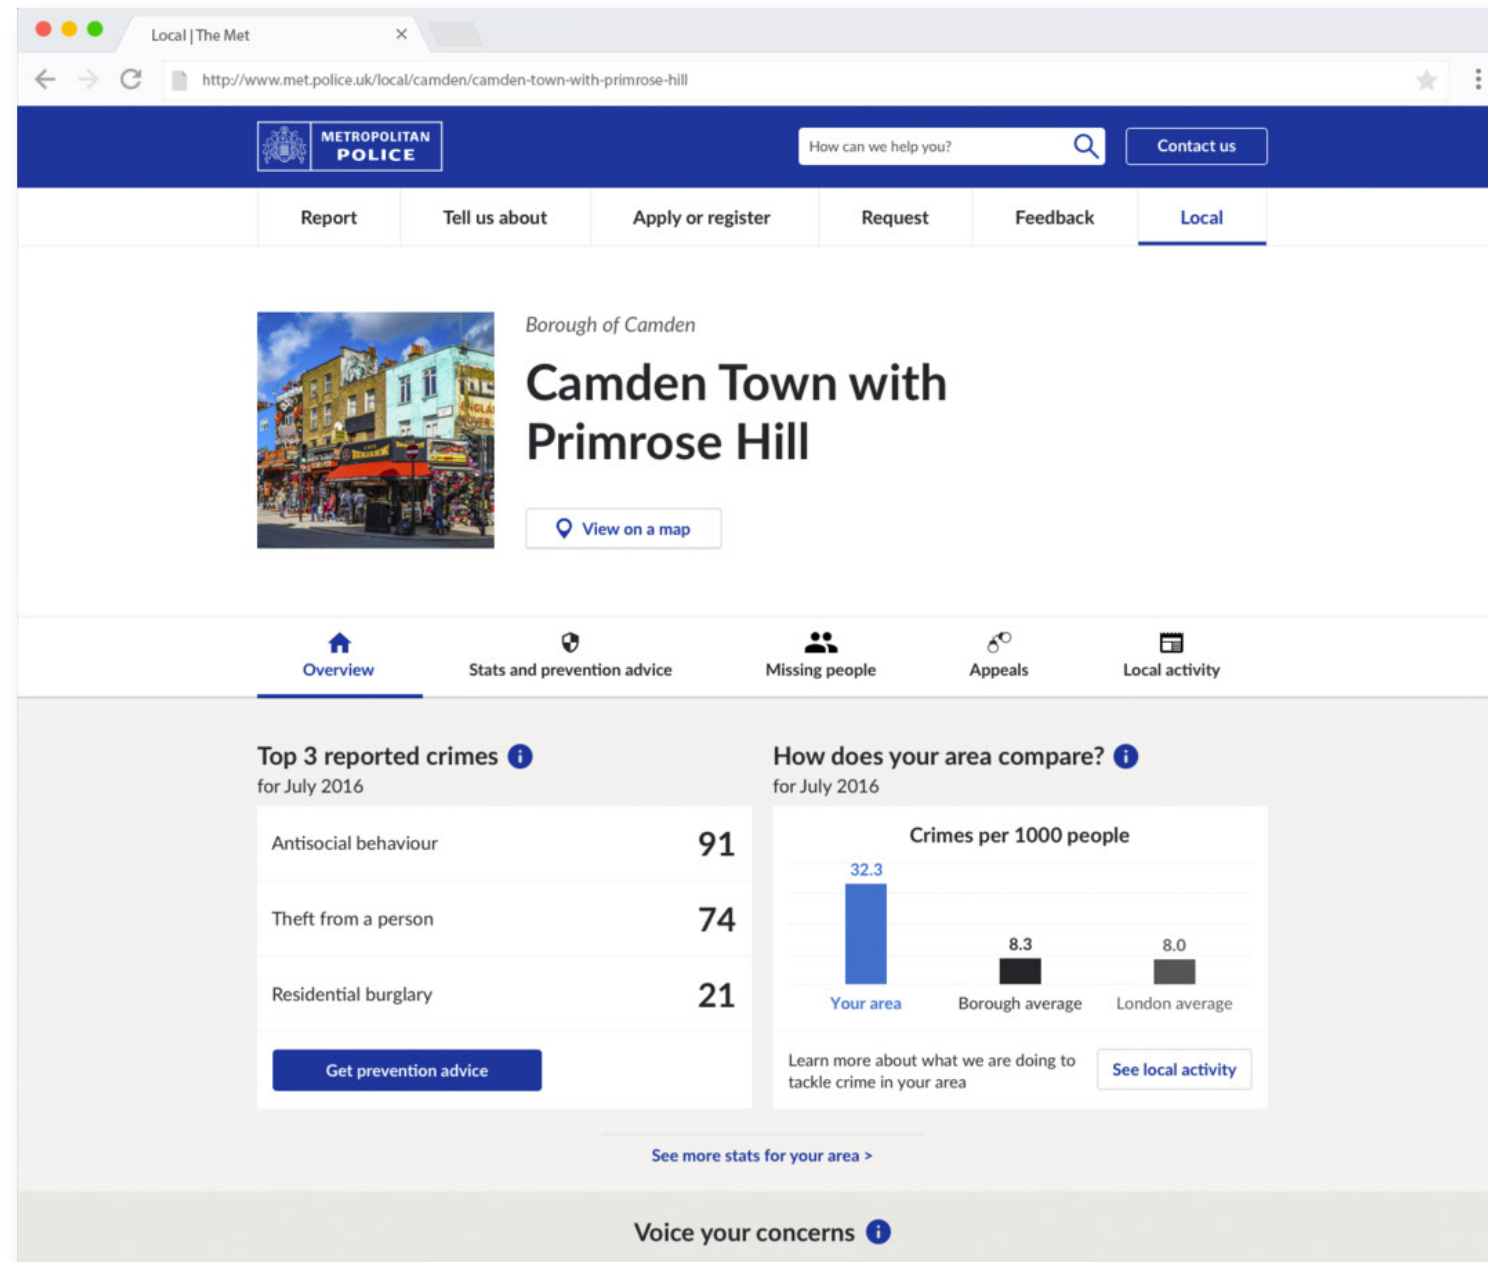 Local | The Met
http://www.met.police.uk/local/camden/camden-town-with-primrose-hill
METROPOLITAN
POLICE
How can we help you?
Contact us
Report
Tell us about
Apply or register
Request
Feedback
Local
Borough of Camden
Camden Town with
Primrose Hill
View on a map
Overview
Stats and prevention advice
Missing people
Appeals
Local activity
Top 3 reported crimes
for July 2016
Antisocial behaviour 91
Theft from a person 74
Residential burglary 21
Get prevention advice
How does your area compare?
for July 2016
Crimes per 1000 people
32.3
8.3
8.0
Your area
Borough average
London average
Learn more about what we are doing to
tackle crime in your area
See local activity
See more stats for your area >
Voice your concerns